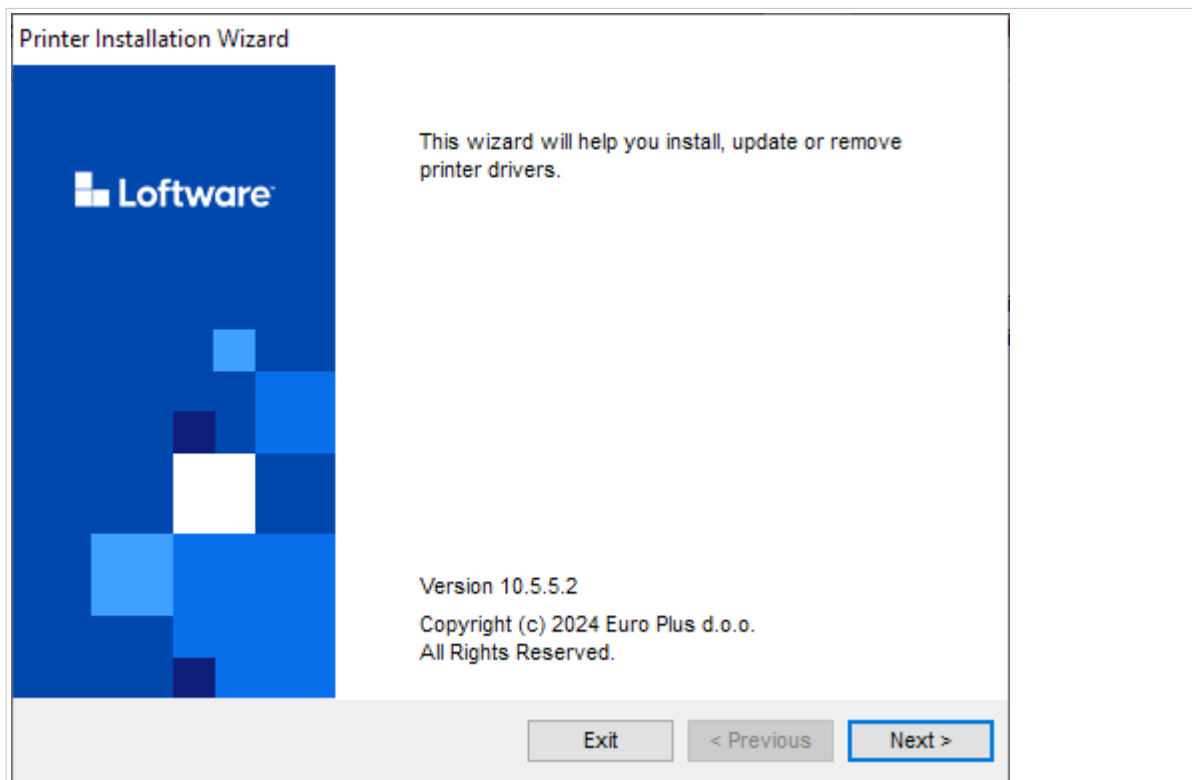 Printer Installation Wizard
Loftware
This wizard will help you install, update or remove
printer drivers.
Version 10.5.5.2
Copyright (c) 2024 Euro Plus d.o.o.
All Rights Reserved.
Exit
< Previous
Next >